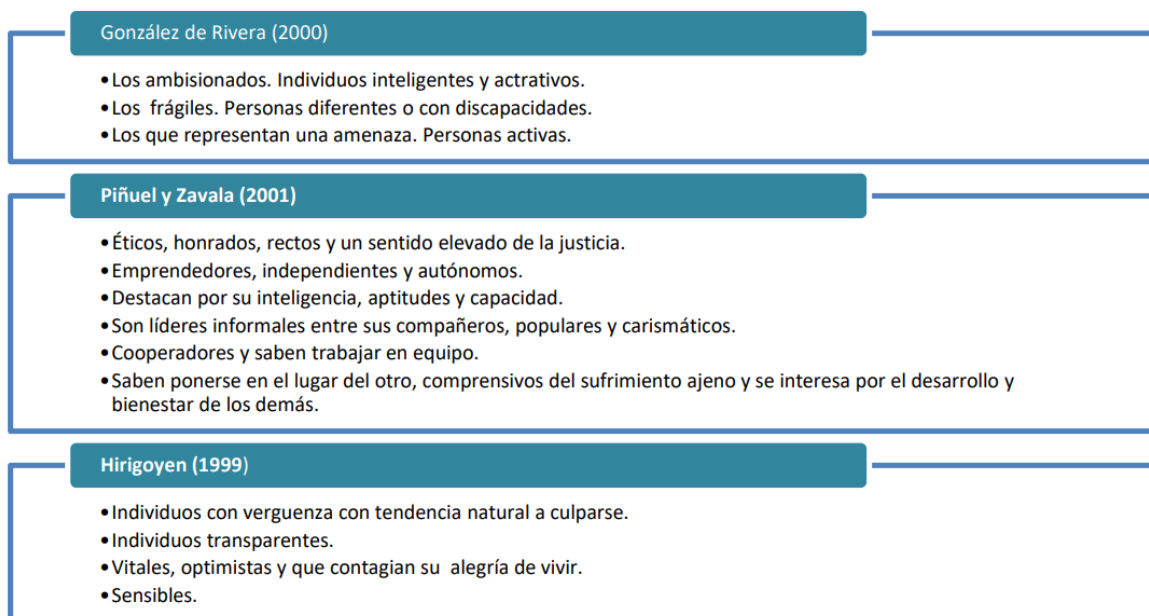 González de Rivera (2000)
•Los ambisionados. Individuos inteligentes y actrativos.
•Los frágiles. Personas diferentes o con discapacidades.
•Los que representan una amenaza. Personas activas.
Piñuel y Zavala (2001)
•Éticos, honrados, rectos y un sentido elevado de la justicia.
•Emprendedores, independientes y autónomos.
•Destacan por su inteligencia, aptitudes y capacidad.
•Son líderes informales entre sus compañeros, populares y carismáticos.
•Cooperadores y saben trabajar en equipo.
•Saben ponerse en el lugar del otro, comprensivos del sufrimiento ajeno y se interesa por el desarrollo y
bienestar de los demás.
Hirigoyen (1999)
•Individuos con verguenza con tendencia natural a culparse.
•Individuos transparentes.
•Vitales, optimistas y que contagian su alegría de vivir.
•Sensibles.